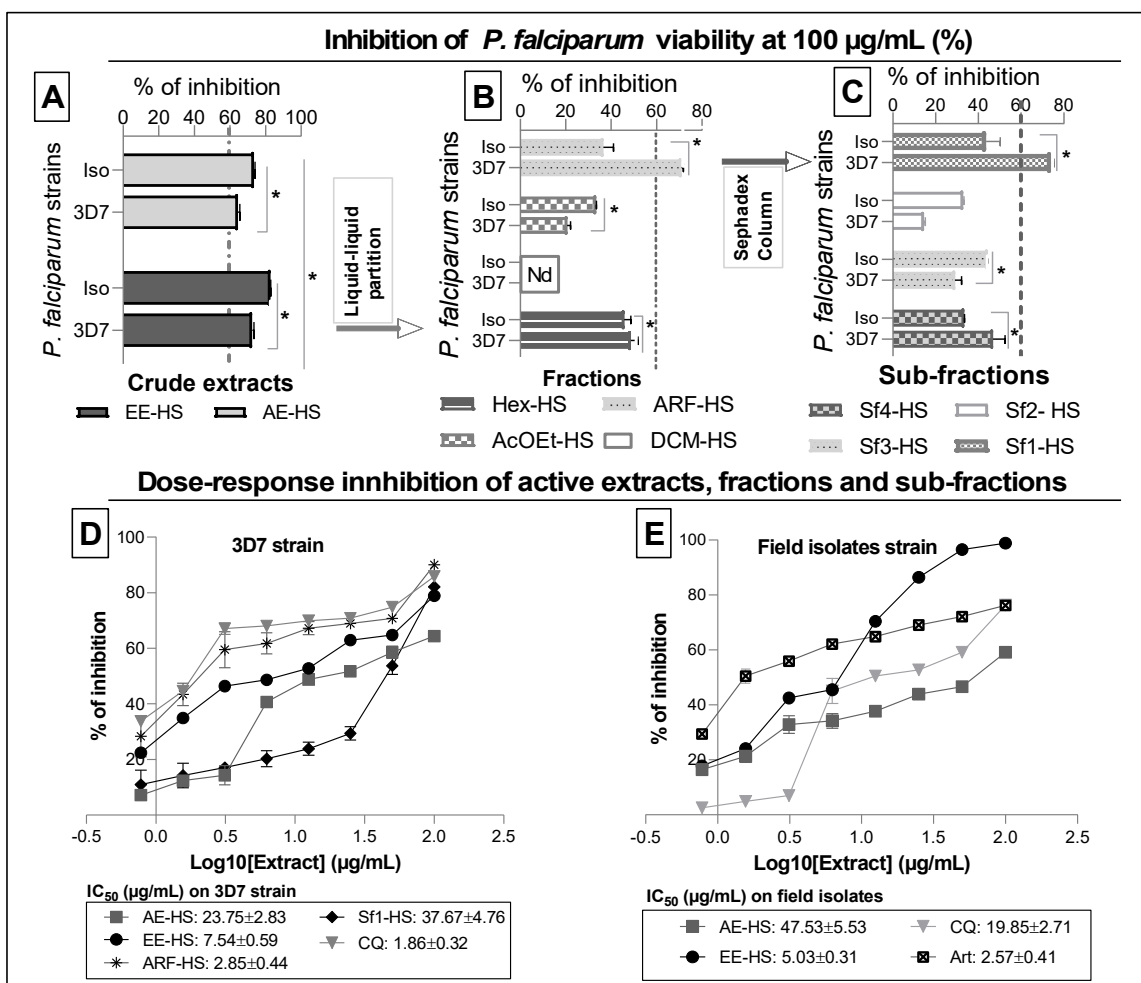 Inhibition of P. falciparum viability at 100 µg/mL (%)
A
% of inhibition
0 20 40 60 80 100
P. falciparum strains
Iso
3D7
Iso
3D7
*
*
*
Crude extracts
EE-HS AE-HS
Liquid-liquid
partition
B
% of inhibition
0 20 40 60 80
P. falciparum strains
Iso
3D7
Iso
3D7
Iso
3D7
Iso
3D7
Nd
*
*
*
Fractions
Hex-HS ARF-HS
AcOEt-HS DCM-HS
Sephadex
Column
C
% of inhibition
0 20 40 60 80
P. falciparum strains
Iso
3D7
Iso
3D7
Iso
3D7
Iso
3D7
*
*
*
Sub-fractions
Sf4-HS Sf2- HS
Sf3-HS Sf1-HS
Dose-response innhibition of active extracts, fractions and sub-fractions
D
3D7 strain
% of inhibition
100
80
60
40
20
-0.5 0.0 0.5 1.0 1.5 2.0 2.5
Log10[Extract] (µg/mL)
IC50 (µg/mL) on 3D7 strain
AE-HS: 23.75±2.83 Sf1-HS: 37.67±4.76
EE-HS: 7.54±0.59 CQ: 1.86±0.32
ARF-HS: 2.85±0.44
E
Field isolates strain
% of inhibition
100
80
60
40
20
-0.5 0.0 0.5 1.0 1.5 2.0 2.5
Log10[Extract] (µg/mL)
IC50 (µg/mL) on field isolates
AE-HS: 47.53±5.53 CQ: 19.85±2.71
EE-HS: 5.03±0.31 Art: 2.57±0.41